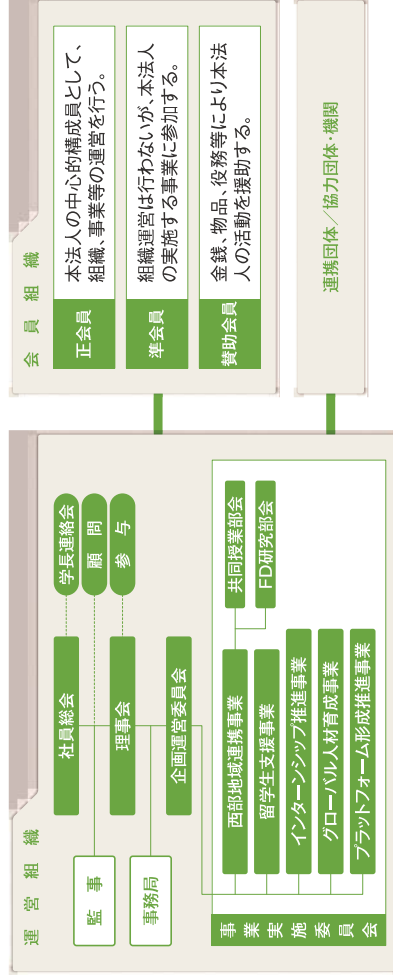 運営組織
社員総会
学長連絡会
監事
顧問
理事会
参与
事務局
企画運営委員会
事業実施委員会
西部地域連携事業
共同授業部会
FD研究部会
留学生支援事業
インターンシップ推進事業
グローバル人材育成事業
プラットフォーム形成推進事業
会員組織
正会員
本法人の中心的構成員として、
組織、事業等の運営を行う。
準会員
組織運営は行わないが、本法人
の実施する事業に参加する。
賛助会員
金銭、物品、役務等により本法
人の活動を援助する。
連携団体／協力団体・機関